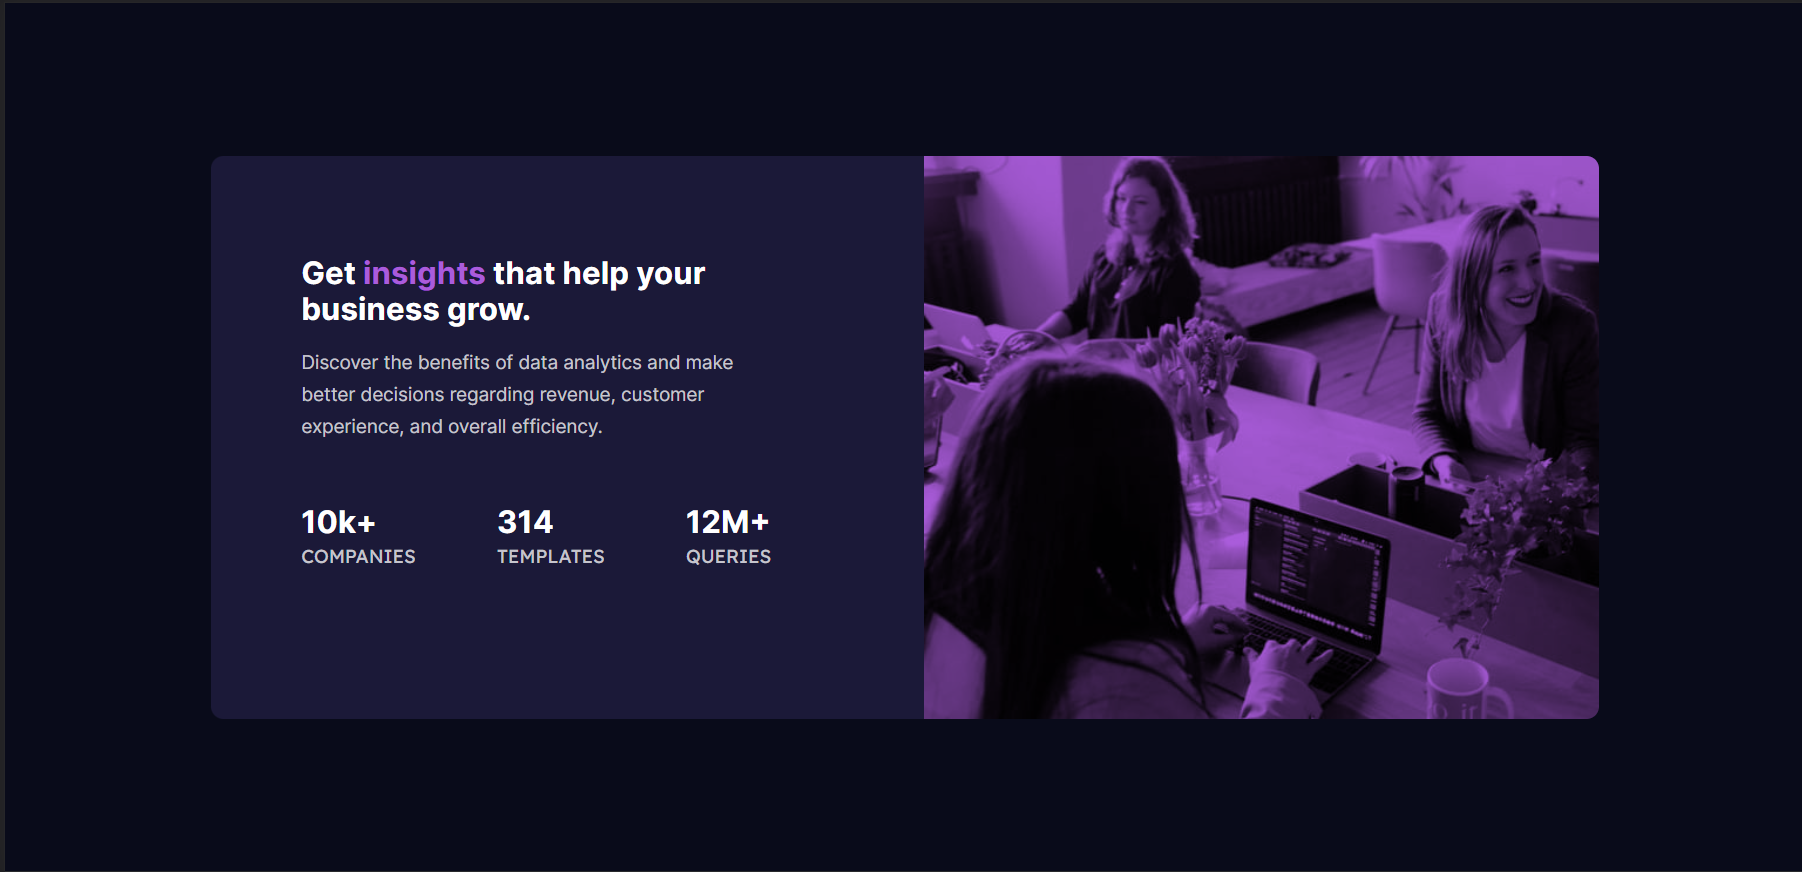 Get insights that help your
business grow.
Discover the benefits of data analytics and make
better decisions regarding revenue, customer
experience, and overall efficiency.
10k+ 314 12M+
COMPANIES TEMPLATES QUERIES